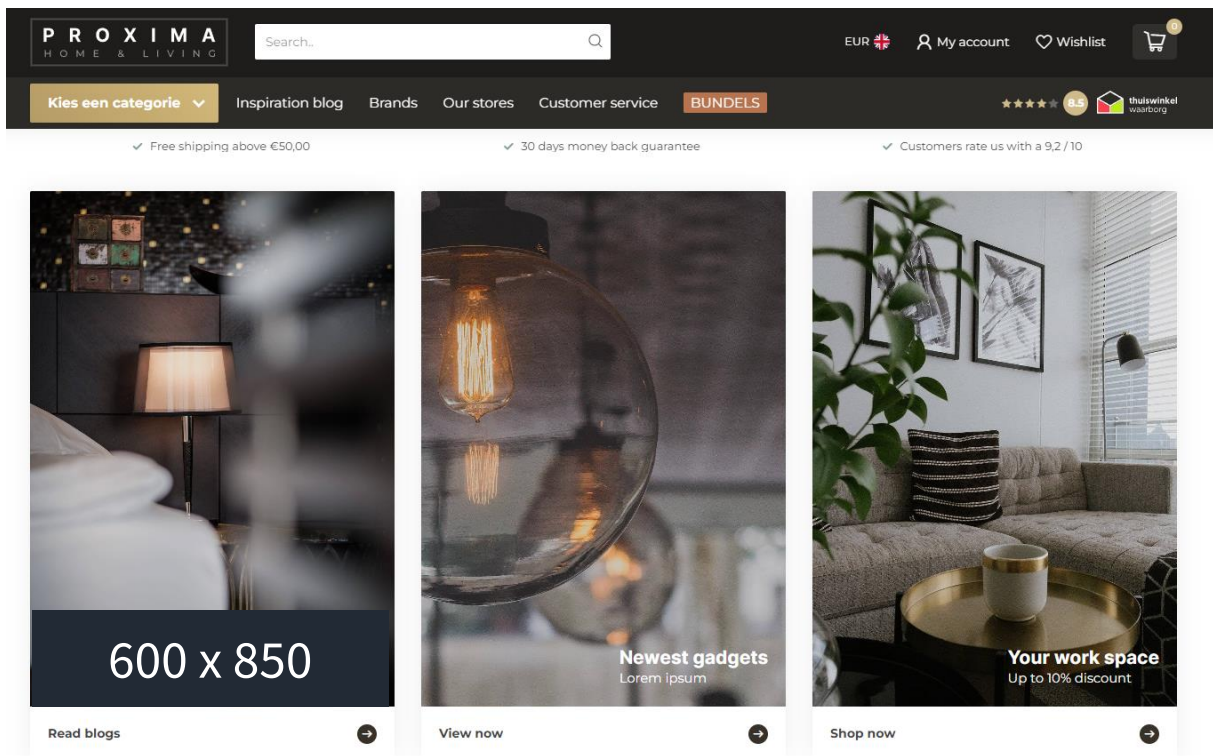 PROXIMA
HOME & LIVING
Search..
EUR
My account
Wishlist
0
Kies een categorie
Inspiration blog
Brands
Our stores
Customer service
BUNDELS
8.5
thuiswinkel
waarborg
Free shipping above €50,00
30 days money back guarantee
Customers rate us with a 9,2 / 10
600 x 850
Newest gadgets
Lorem ipsum
Your work space
Up to 10% discount
Read blogs
View now
Shop now